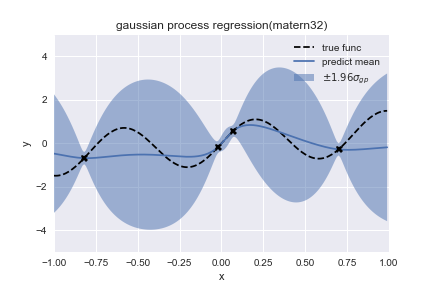 gaussian process regression(matern32)
true func
predict mean
±1.96σgp
4
2
0
−2
−4
y
−1.00 −0.75 −0.50 −0.25 0.00 0.25 0.50 0.75 1.00
x